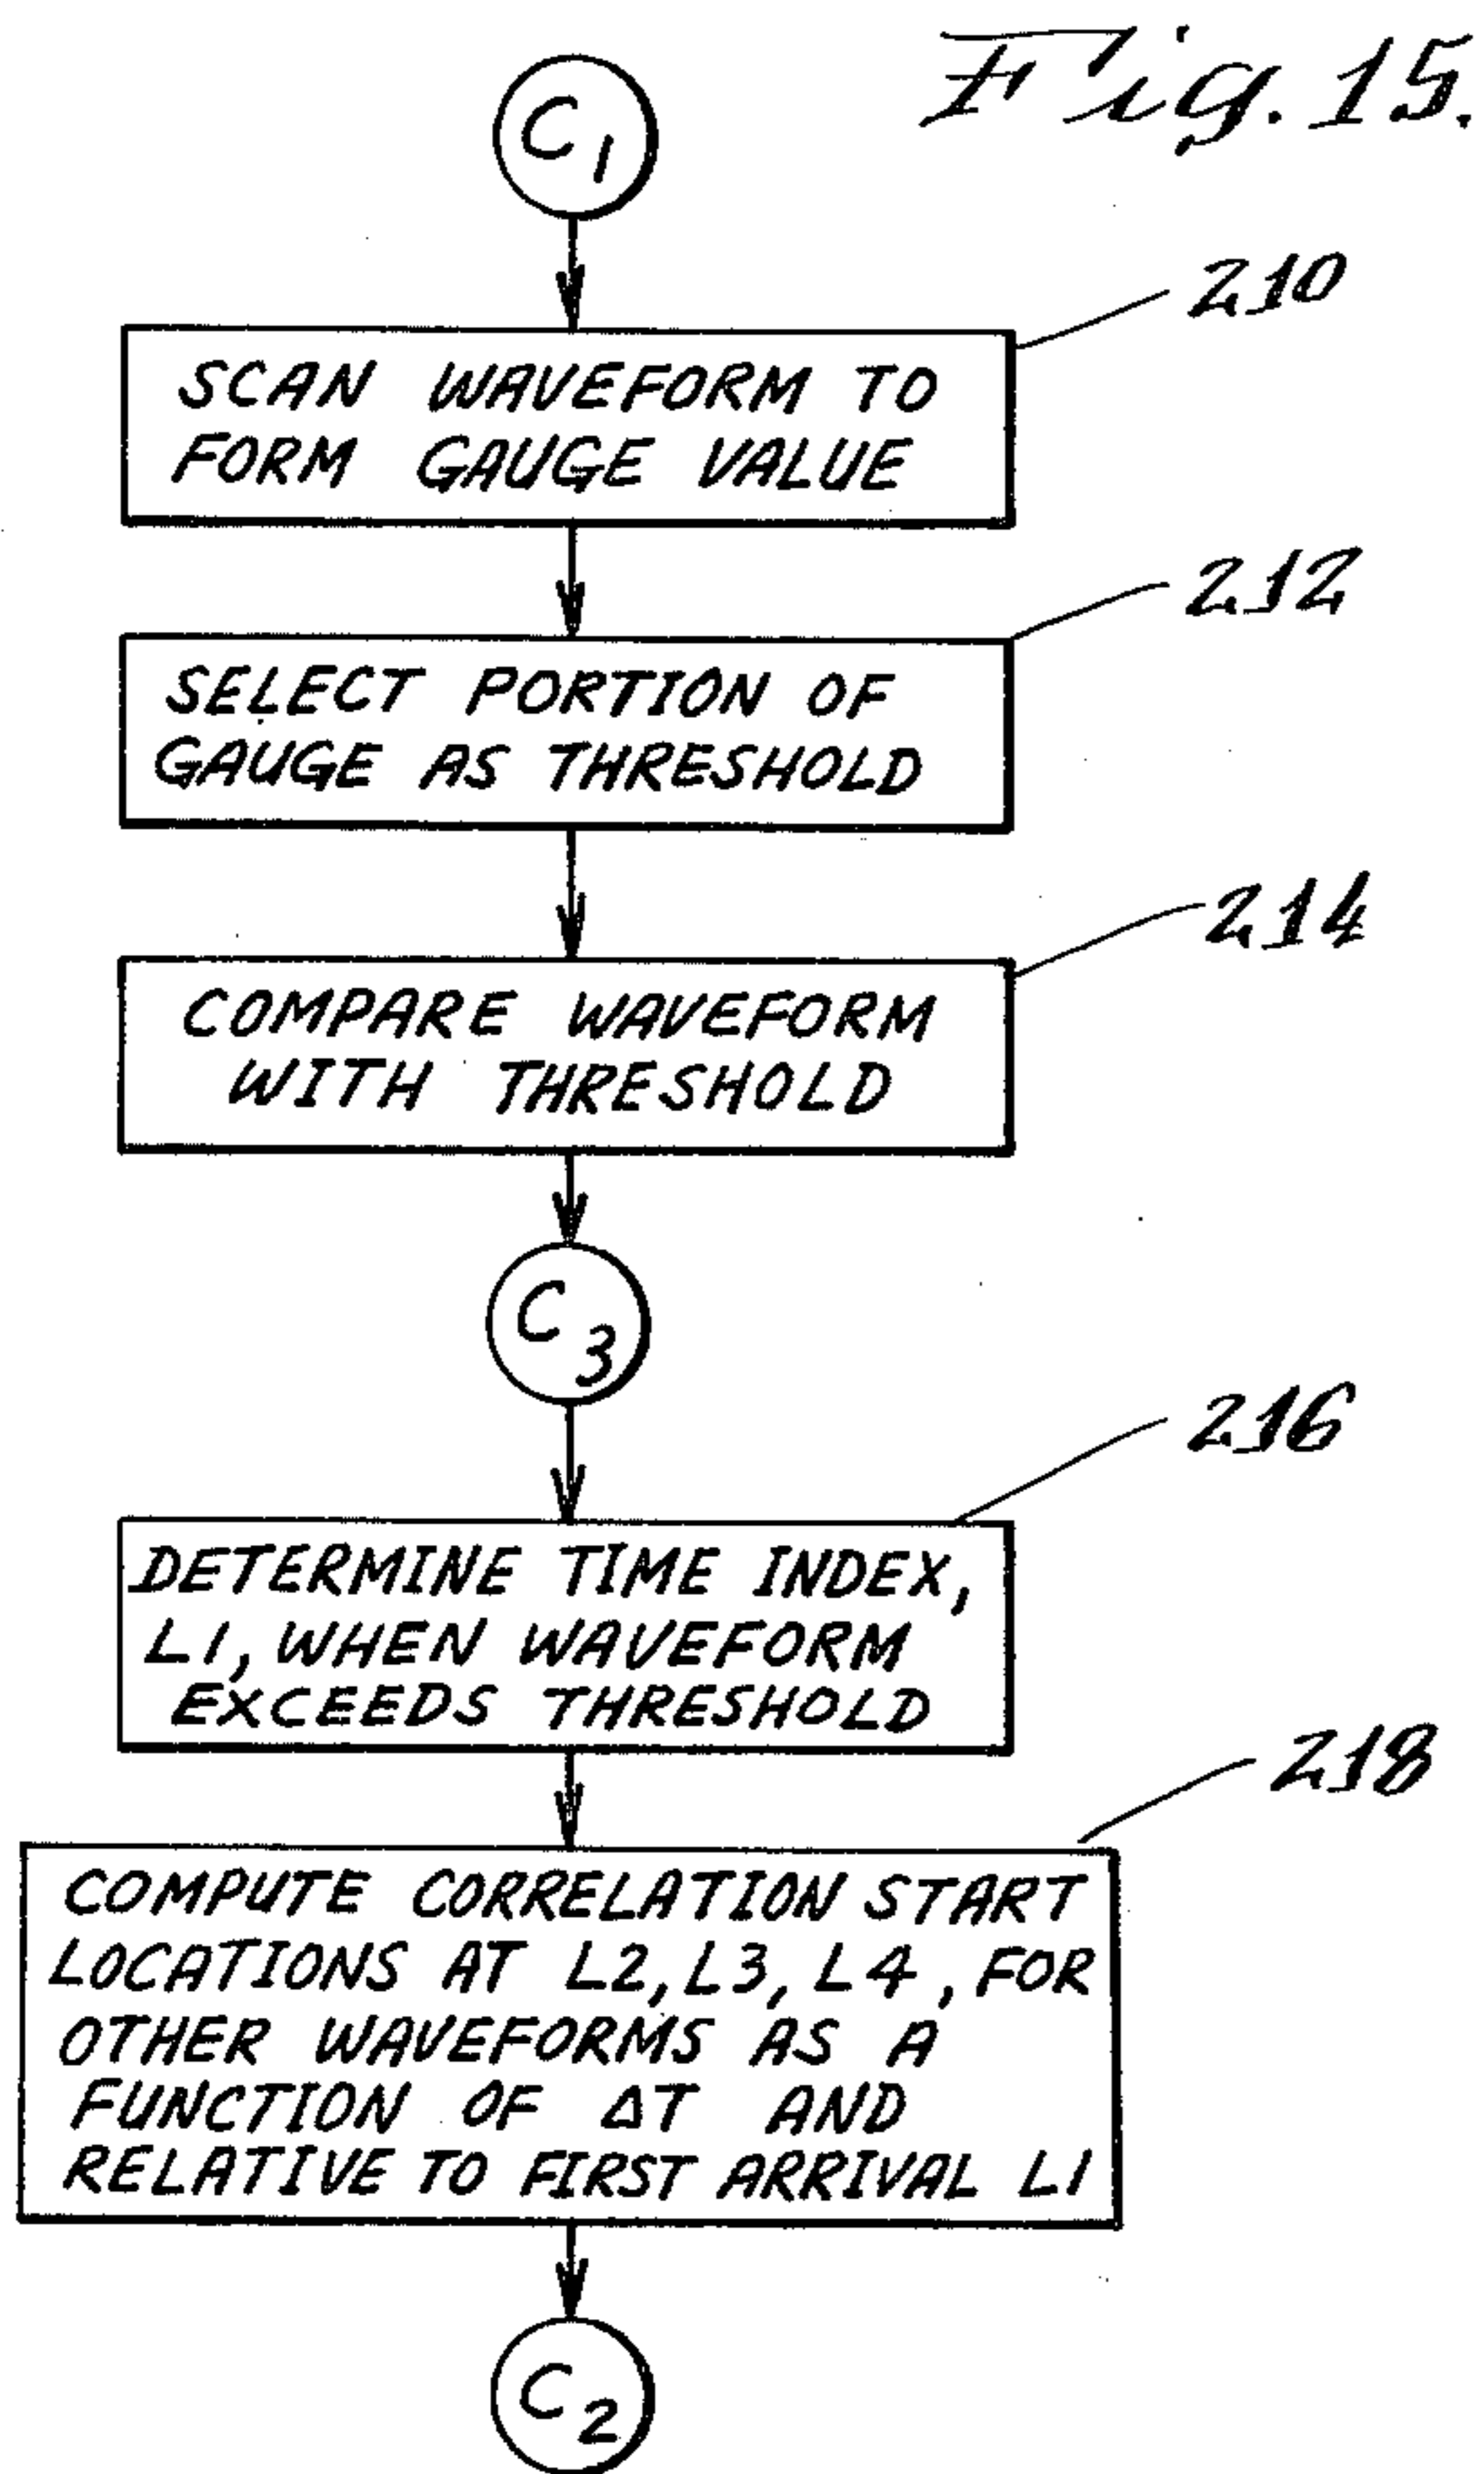 Fig. 15.
C1
210
SCAN WAVEFORM TO
FORM GAUGE VALUE
212
SELECT PORTION OF
GAUGE AS THRESHOLD
214
COMPARE WAVEFORM
WITH THRESHOLD
C3
216
DETERMINE TIME INDEX,
L1, WHEN WAVEFORM
EXCEEDS THRESHOLD
218
COMPUTE CORRELATION START
LOCATIONS AT L2, L3, L4, FOR
OTHER WAVEFORMS AS A
FUNCTION OF ΔT AND
RELATIVE TO FIRST ARRIVAL L1
C2